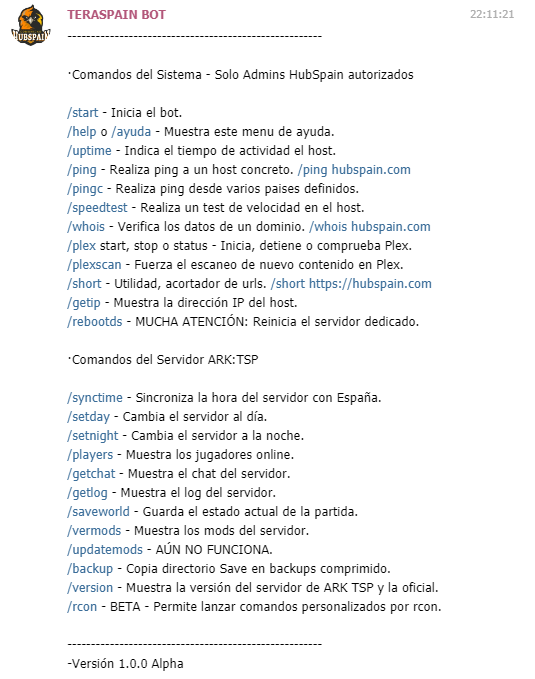 TERASPAIN BOT 22:11:21
HUBSPAIN
------------------------------------------------------
·Comandos del Sistema - Solo Admins HubSpain autorizados
/start - Inicia el bot.
/help o /ayuda - Muestra este menu de ayuda.
/uptime - Indica el tiempo de actividad el host.
/ping - Realiza ping a un host concreto. /ping hubspain.com
/pingc - Realiza ping desde varios paises definidos.
/speedtest - Realiza un test de velocidad en el host.
/whois - Verifica los datos de un dominio. /whois hubspain.com
/plex start, stop o status - Inicia, detiene o comprueba Plex.
/plexscan - Fuerza el escaneo de nuevo contenido en Plex.
/short - Utilidad, acortador de urls. /short https://hubspain.com
/getip - Muestra la dirección IP del host.
/rebootds - MUCHA ATENCIÓN: Reinicia el servidor dedicado.
·Comandos del Servidor ARK:TSP
/synctime - Sincroniza la hora del servidor con España.
/setday - Cambia el servidor al día.
/setnight - Cambia el servidor a la noche.
/players - Muestra los jugadores online.
/getchat - Muestra el chat del servidor.
/getlog - Muestra el log del servidor.
/saveworld - Guarda el estado actual de la partida.
/vermods - Muestra los mods del servidor.
/updatemods - AÚN NO FUNCIONA.
/backup - Copia directorio Save en backups comprimido.
/version - Muestra la versión del servidor de ARK TSP y la oficial.
/rcon - BETA - Permite lanzar comandos personalizados por rcon.
------------------------------------------------------
-Versión 1.0.0 Alpha